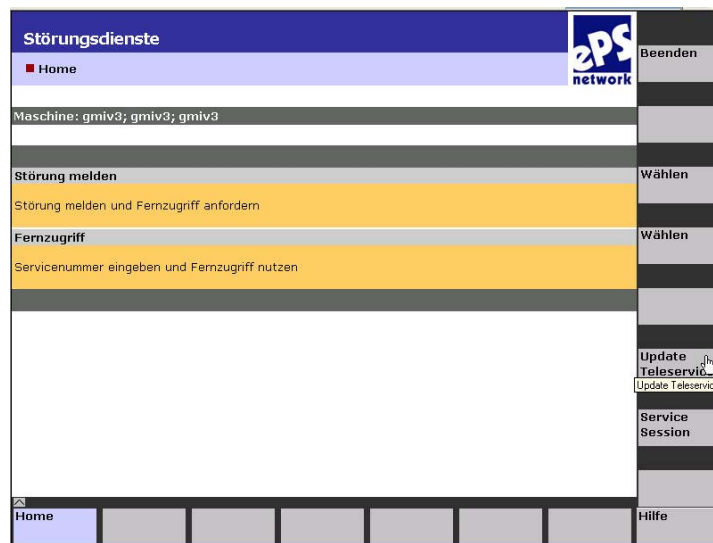 Störungsdienste
Home
ePS
network
Maschine: gmiv3; gmiv3; gmiv3
Störung melden
Störung melden und Fernzugriff anfordern
Fernzugriff
Servicenummer eingeben und Fernzugriff nutzen
Beenden
Wählen
Wählen
Update
Teleservice
Update Teleservic
Service
Session
Home
Hilfe